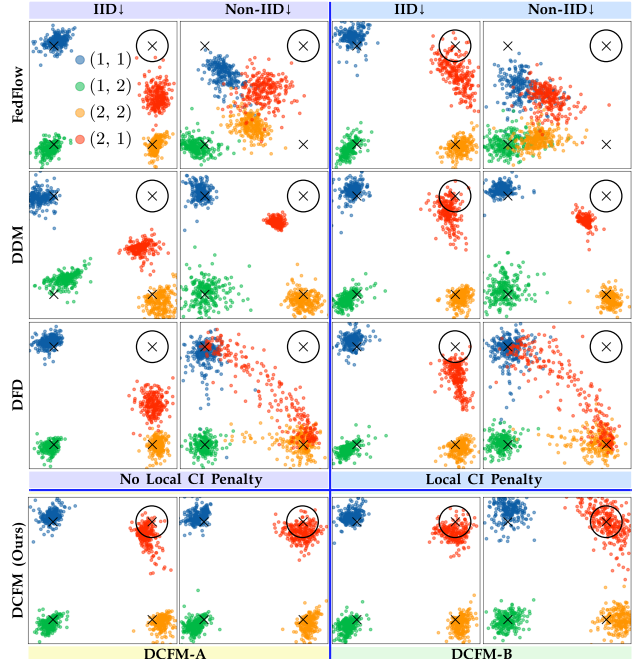 IID↓ Non-IID↓ IID↓ Non-IID↓
FedFlow
(1, 1)
(1, 2)
(2, 2)
(2, 1)
DDM
DFD
No Local CI Penalty Local CI Penalty
DCFM (Ours)
DCFM-A DCFM-B